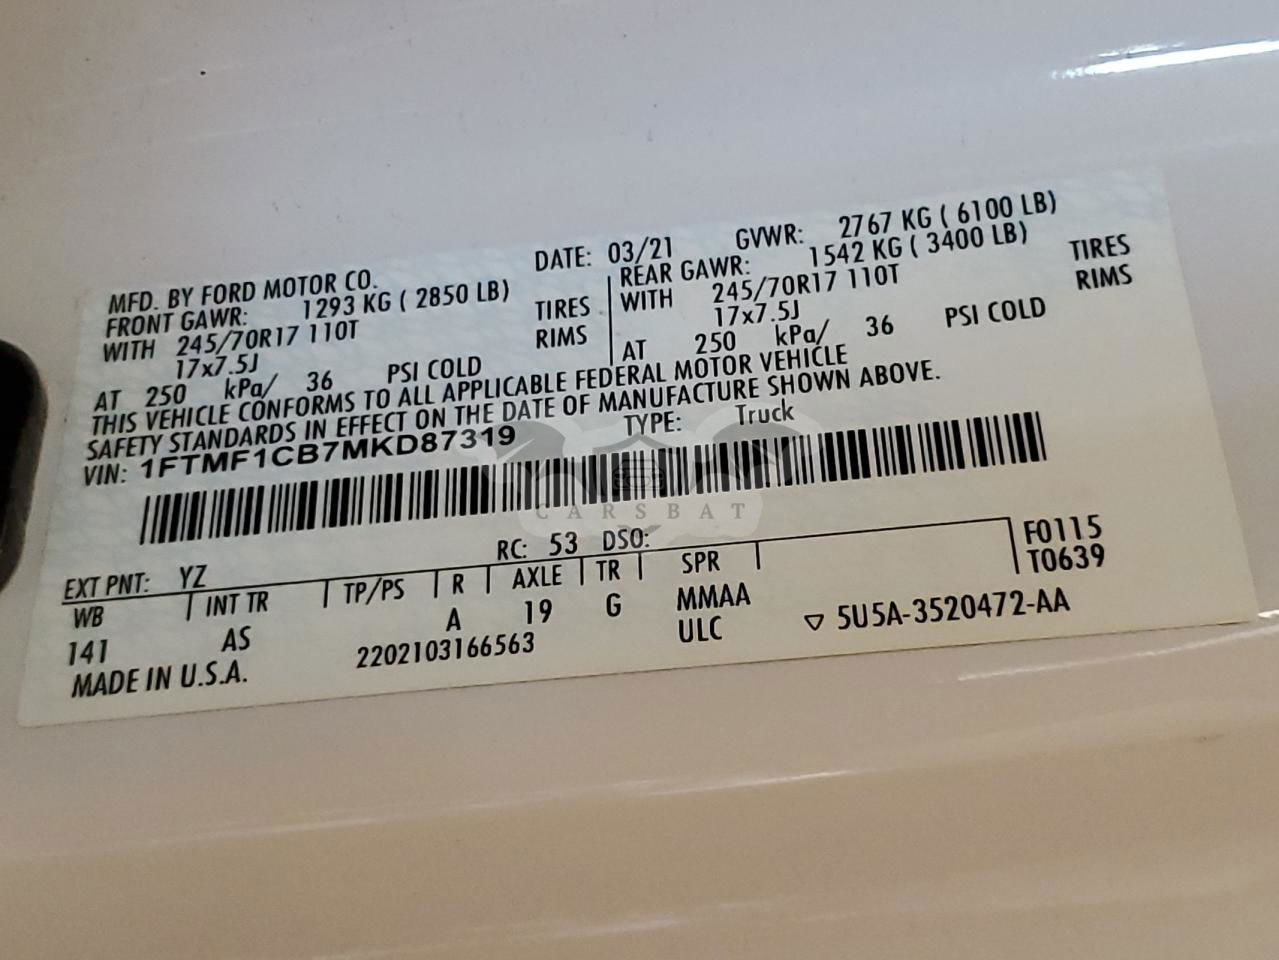 MFD. BY FORD MOTOR CO.
DATE: 03/21 GVWR: 2767 KG ( 6100 LB)
FRONT GAWR: 1293 KG ( 2850 LB)
WITH 245/70R17 110T TIRES
17x7.5J RIMS
AT 250 kPa/ 36 PSI COLD
REAR GAWR: 1542 KG ( 3400 LB)
WITH 245/70R17 110T TIRES
17x7.5J RIMS
AT 250 kPa/ 36 PSI COLD
THIS VEHICLE CONFORMS TO ALL APPLICABLE FEDERAL MOTOR VEHICLE
SAFETY STANDARDS IN EFFECT ON THE DATE OF MANUFACTURE SHOWN ABOVE.
VIN: 1FTMF1CB7MKD87319 TYPE: Truck
CARSBAT
EXT PNT: YZ RC: 53 DSO:
WB INT TR TP/PS R AXLE TR SPR
141 AS A 19 G MMAA
ULC
F0115
T0639
MADE IN U.S.A. 2202103166563 ▽ 5U5A-3520472-AA